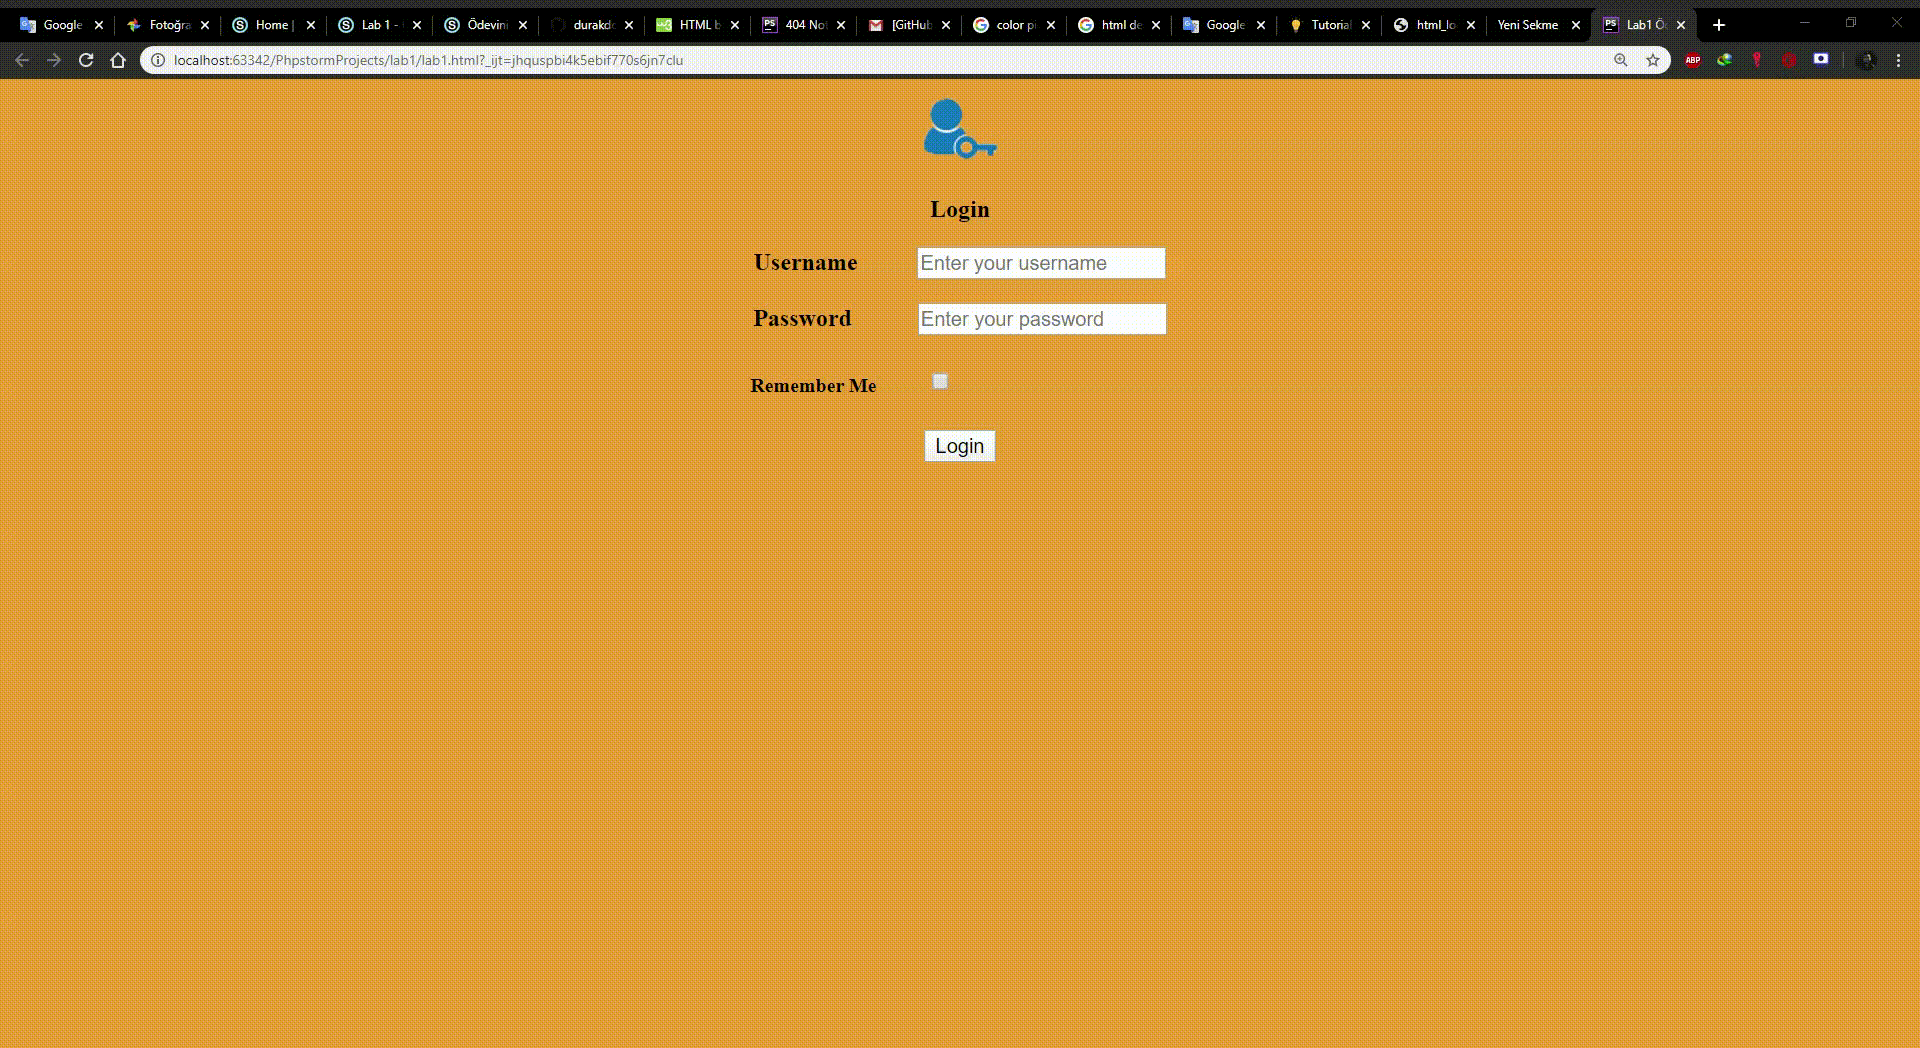 Google
Fotoğra
Home |
Lab 1 -
Ödevin
durakd
HTML b
404 Not
[GitHub
color pi
html de
Google
Tutorial
html_lo
Yeni Sekme
Lab1 Ö
localhost:63342/PhpstormProjects/lab1/lab1.html?_ijt=jhquspbi4k5ebif770s6jn7clu
ABP
Login
Username
Enter your username
Password
Enter your password
Remember Me
Login